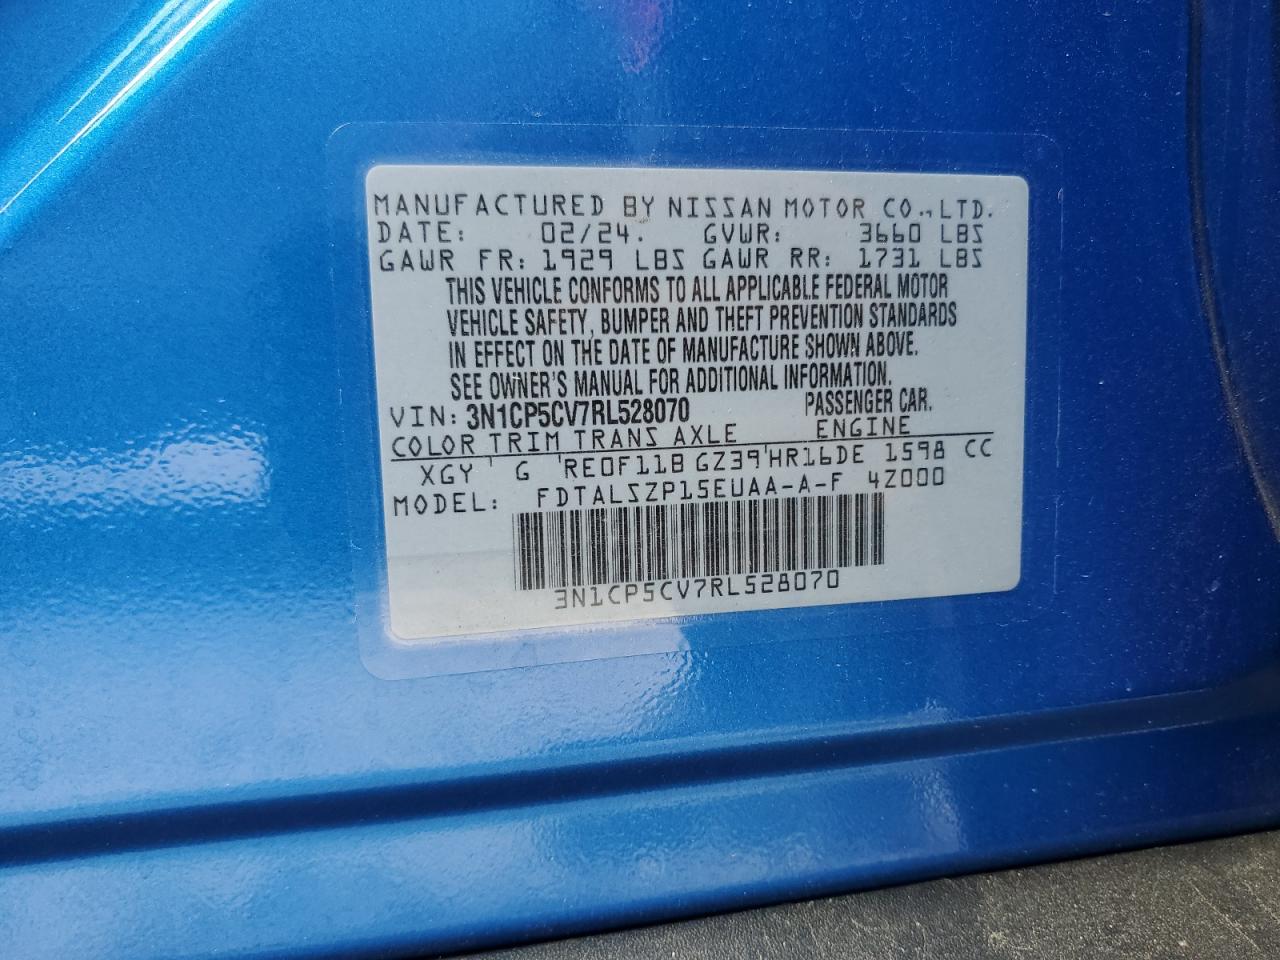 MANUFACTURED BY NISSAN MOTOR CO., LTD.
DATE: 02/24. GVWR: 3660 LBS
GAWR FR: 1929 LBS GAWR RR: 1731 LBS
THIS VEHICLE CONFORMS TO ALL APPLICABLE FEDERAL MOTOR
VEHICLE SAFETY, BUMPER AND THEFT PREVENTION STANDARDS
IN EFFECT ON THE DATE OF MANUFACTURE SHOWN ABOVE.
SEE OWNER'S MANUAL FOR ADDITIONAL INFORMATION.
VIN: 3N1CP5CV7RL528070 PASSENGER CAR.
COLOR TRIM TRANS AXLE ENGINE
XGY ' G 'RE0F11B GZ39'HR16DE 1598 CC
MODEL: FDTALSZP15EUAA-A-F 4Z000
3N1CP5CV7RL528070